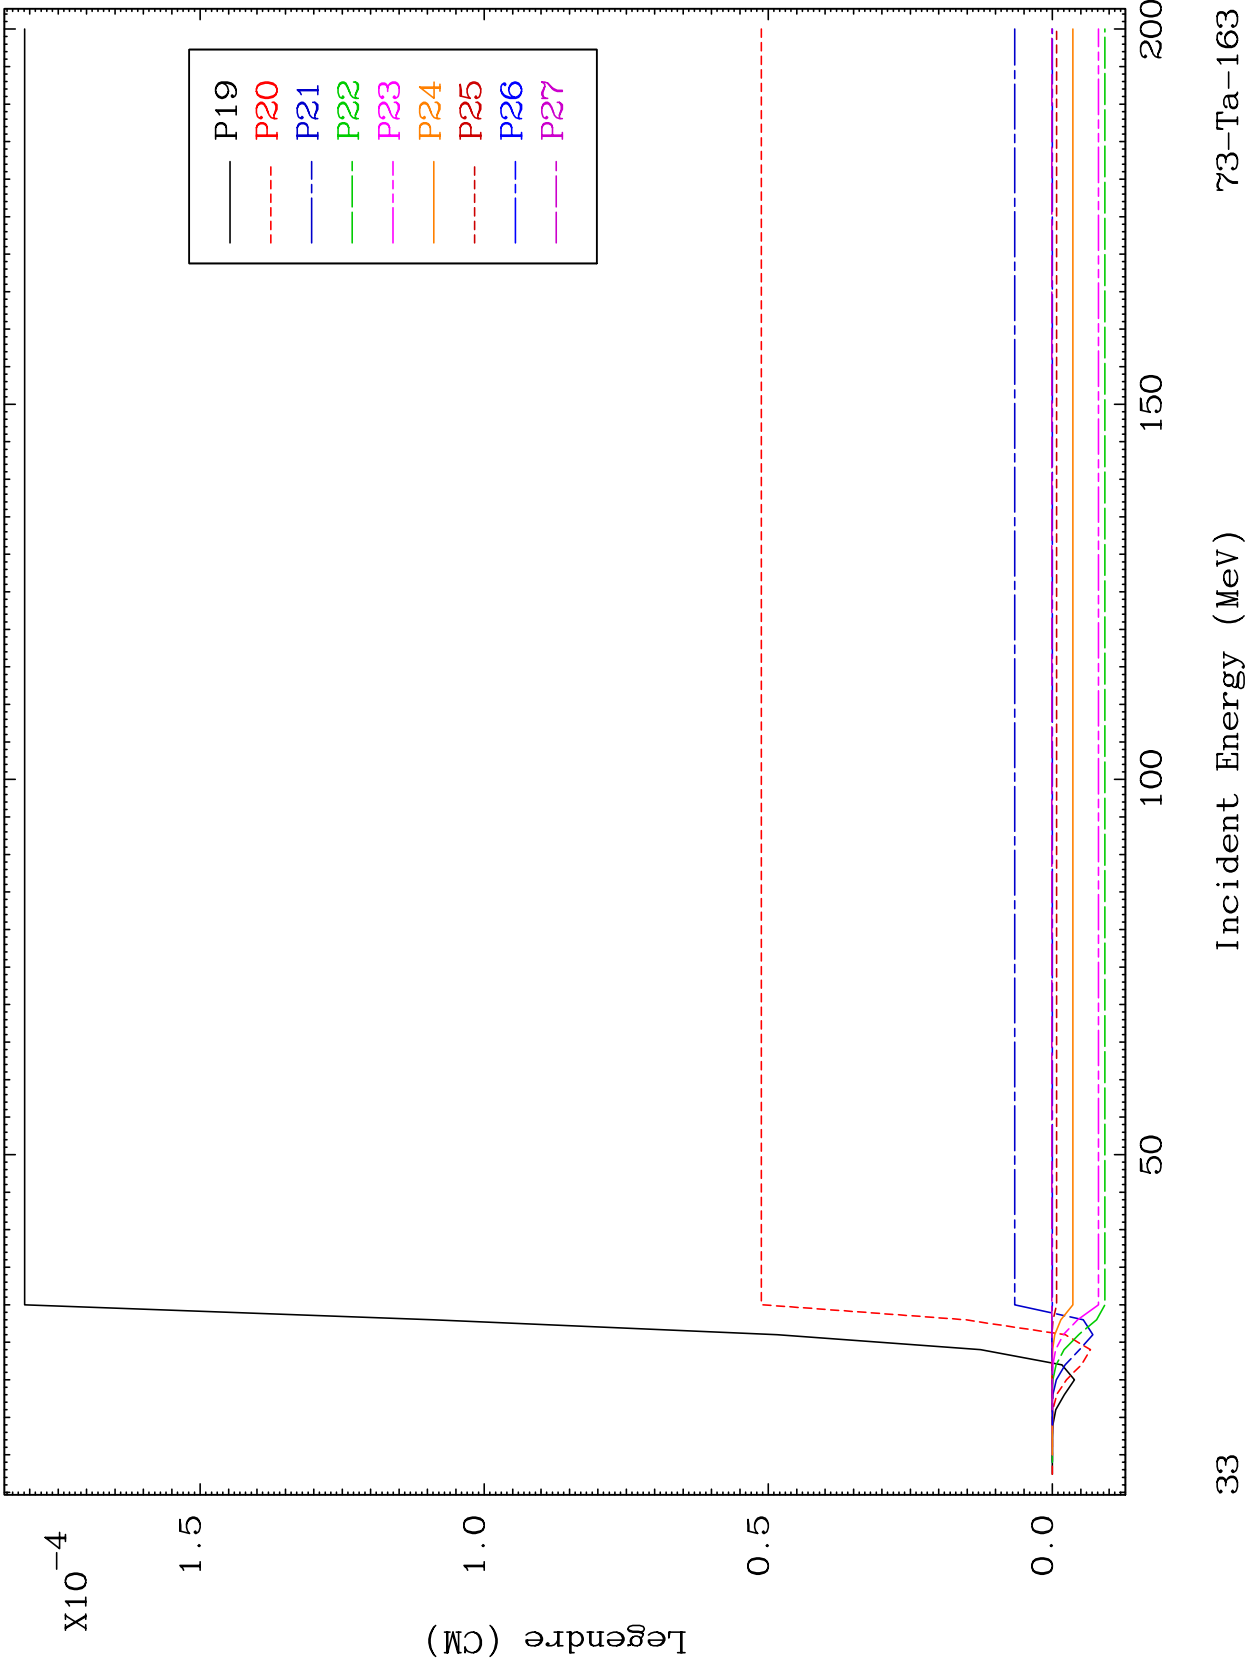 X10-4
1.5
1.0
0.5
0.0
Legendre (CM)
P19
P20
P21
P22
P23
P24
P25
P26
P27
50
100
150
200
Incident Energy (MeV)
33
73-Ta-163